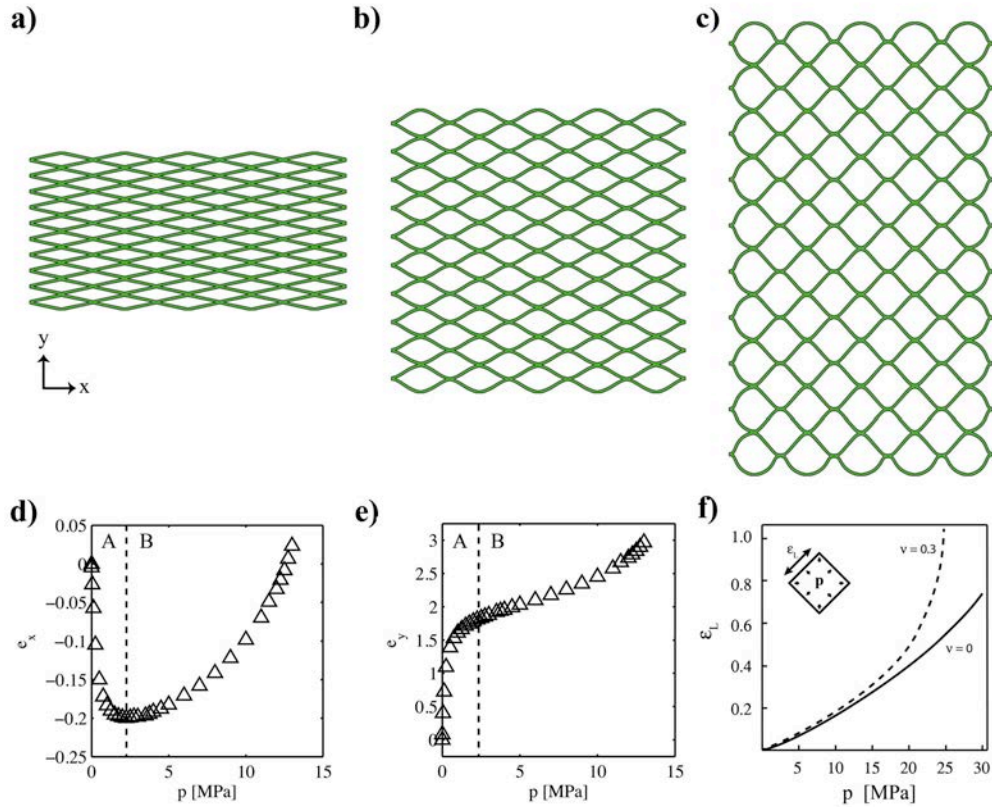 a)
b)
c)
y
x
d)
0.05
0
−0.05
−0.10
−0.15
−0.20
−0.25
e_x
A
B
0
5
10
15
p [MPa]
e)
3
2.5
2
1.5
1
0.5
0
e_y
A
B
0
5
10
15
p [MPa]
f)
1.0
0.8
0.6
0.4
0.2
ε_L
ε_L
p
ν=0.3
ν=0
5
10
15
20
25
30
p [MPa]